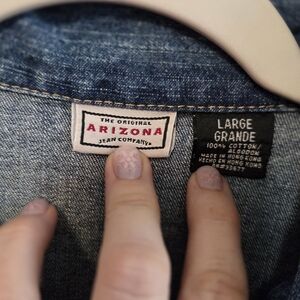 THE ORIGINAL
ARIZONA
JEAN COMPANY
LARGE
GRANDE
100% COTTON/
ALGODON
MADE IN HONG KONG
HECHO EN HONG KONG